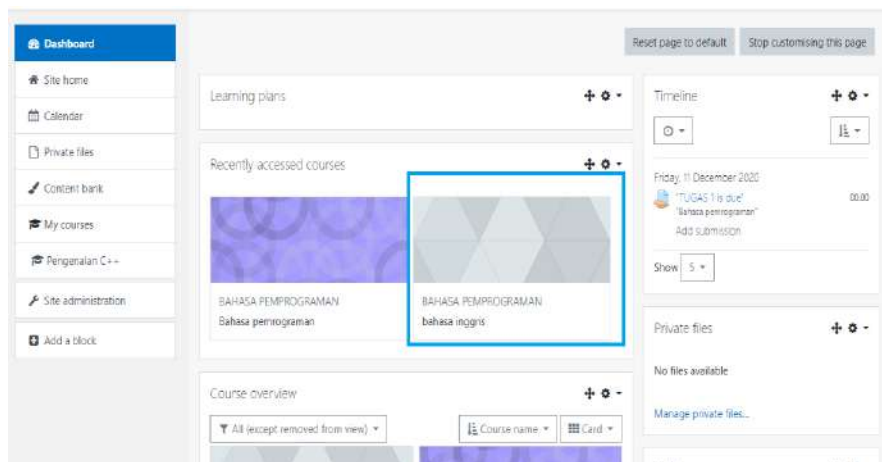 Dashboard
Site home
Calendar
Private files
Content bank
My courses
Pengenalan C++
Site administration
Add a block
Reset page to default
Stop customising this page
Learning plans
Recently accessed courses
BAHASA PEMPROGRAMAN
Bahasa pemrograman
BAHASA PEMPROGRAMAN
bahasa inggris
Course overview
All (except removed from view)
Course name
Card
Timeline
Friday, 11 December 2020
"TUGAS 1 is due"
00:00
"Bahasa pemrograman"
Add submission
Show 5
Private files
No files available
Manage private files...